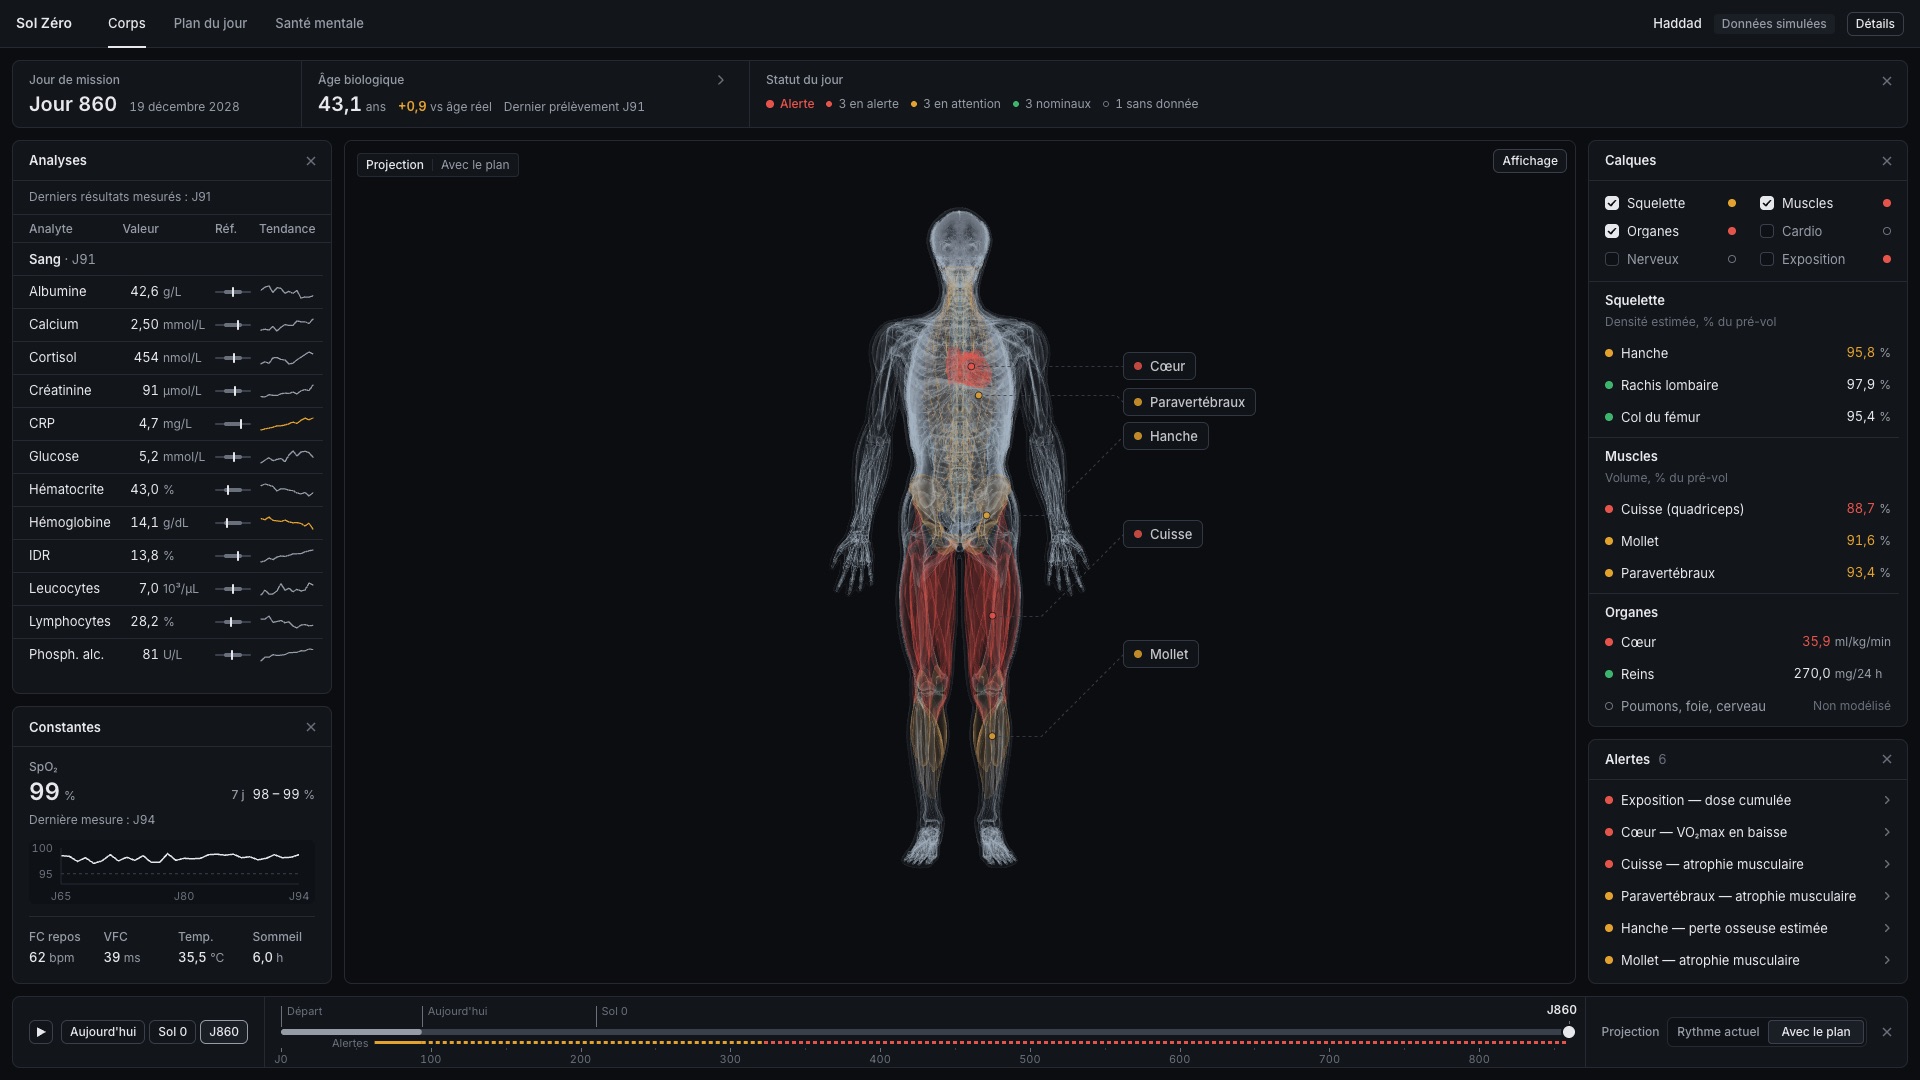 Sol Zéro Corps Plan du jour Santé mentale Haddad Données simulées Détails
Jour de mission
Jour 860 19 décembre 2028
Âge biologique
43,1 ans +0,9 vs âge réel Dernier prélèvement J91
Statut du jour
Alerte 3 en alerte 3 en attention 3 nominaux 1 sans donnée
Analyses
Derniers résultats mesurés : J91
Analyte Valeur Réf. Tendance
Sang · J91
Albumine 42,6 g/L
Calcium 2,50 mmol/L
Cortisol 454 nmol/L
Créatinine 91 µmol/L
CRP 4,7 mg/L
Glucose 5,2 mmol/L
Hématocrite 43,0 %
Hémoglobine 14,1 g/dL
IDR 13,8 %
Leucocytes 7,0 10³/µL
Lymphocytes 28,2 %
Phosph. alc. 81 U/L
Constantes
SpO₂
99 % 7 j 98 – 99 %
Dernière mesure : J94
100
95
J65 J80 J94
FC repos VFC Temp. Sommeil
62 bpm 39 ms 35,5 °C 6,0 h
Projection Avec le plan
Affichage
Cœur
Paravertébraux
Hanche
Cuisse
Mollet
Calques
Squelette Muscles
Organes Cardio
Nerveux Exposition
Squelette
Densité estimée, % du pré-vol
Hanche 95,8 %
Rachis lombaire 97,9 %
Col du fémur 95,4 %
Muscles
Volume, % du pré-vol
Cuisse (quadriceps) 88,7 %
Mollet 91,6 %
Paravertébraux 93,4 %
Organes
Cœur 35,9 ml/kg/min
Reins 270,0 mg/24 h
Poumons, foie, cerveau Non modélisé
Alertes 6
Exposition — dose cumulée
Cœur — VO₂max en baisse
Cuisse — atrophie musculaire
Paravertébraux — atrophie musculaire
Hanche — perte osseuse estimée
Mollet — atrophie musculaire
Aujourd'hui Sol 0 J860
Départ Aujourd'hui Sol 0 J860
Alertes
J0 100 200 300 400 500 600 700 800
Projection Rythme actuel Avec le plan